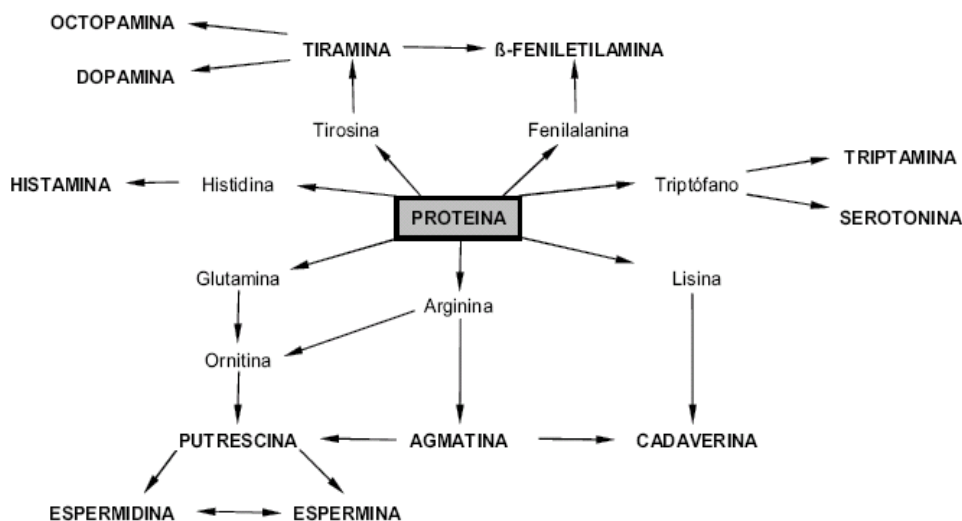 OCTOPAMINA
TIRAMINA
ß-FENILETILAMINA
DOPAMINA
Tirosina
Fenilalanina
TRIPTAMINA
HISTAMINA
Histidina
Triptófano
PROTEINA
SEROTONINA
Glutamina
Lisina
Arginina
Ornitina
PUTRESCINA
AGMATINA
CADAVERINA
ESPERMIDINA
ESPERMINA